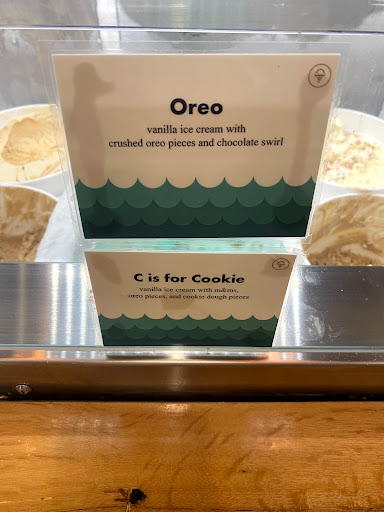 Oreo
vanilla ice cream with
crushed oreo pieces and chocolate swirl
C is for Cookie
vanilla ice cream with m&ms,
oreo pieces, and cookie dough pieces